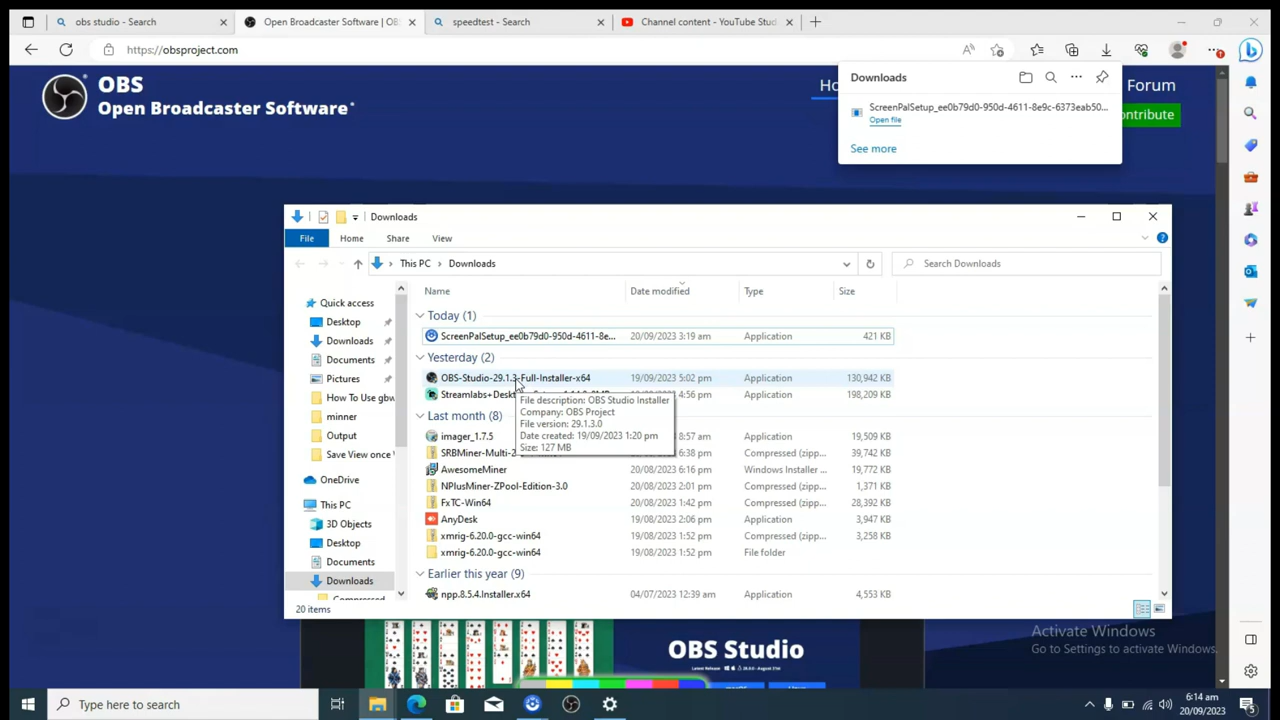 obs studio - Search
Open Broadcaster Software | OBS
speedtest - Search
Channel content - YouTube Stud
https://obsproject.com
OBS
Open Broadcaster Software
Ho
Forum
ontribute
Downloads
ScreenPalSetup_ee0b79d0-950d-4611-8e9c-6373eab50...
Open file
See more
Downloads
File
Home
Share
View
This PC
Downloads
Search Downloads
Name
Date modified
Type
Size
Quick access
Desktop
Downloads
Documents
Pictures
How To Use gbw
minner
Output
Save View once
OneDrive
This PC
3D Objects
Desktop
Documents
Downloads
Compressed
Today (1)
ScreenPalSetup_ee0b79d0-950d-4611-8e... 20/09/2023 3:19 am Application 421 KB
Yesterday (2)
OBS-Studio-29.1.3-Full-Installer-x64 19/09/2023 5:02 pm Application 130,942 KB
Streamlabs+Desk 4:56 pm Application 198,209 KB
File description: OBS Studio Installer
Company: OBS Project
File version: 29.1.3.0
Date created: 19/09/2023 1:20 pm
Size: 127 MB
Last month (8)
imager_1.7.5 8:57 am Application 19,509 KB
SRBMiner-Multi-2 6:38 pm Compressed (zipp... 39,742 KB
AwesomeMiner 20/08/2023 6:16 pm Windows Installer ... 19,772 KB
NPlusMiner-ZPool-Edition-3.0 20/08/2023 2:01 pm Compressed (zipp... 1,371 KB
FxTC-Win64 20/08/2023 1:42 pm Compressed (zipp... 28,392 KB
AnyDesk 19/08/2023 2:06 pm Application 3,947 KB
xmrig-6.20.0-gcc-win64 19/08/2023 1:52 pm Compressed (zipp... 3,258 KB
xmrig-6.20.0-gcc-win64 19/08/2023 1:52 pm File folder
Earlier this year (9)
npp.8.5.4.Installer.x64 04/07/2023 12:39 am Application 4,553 KB
20 items
OBS Studio
Activate Windows
Go to Settings to activate Windows.
Type here to search
6:14 am
20/09/2023
5